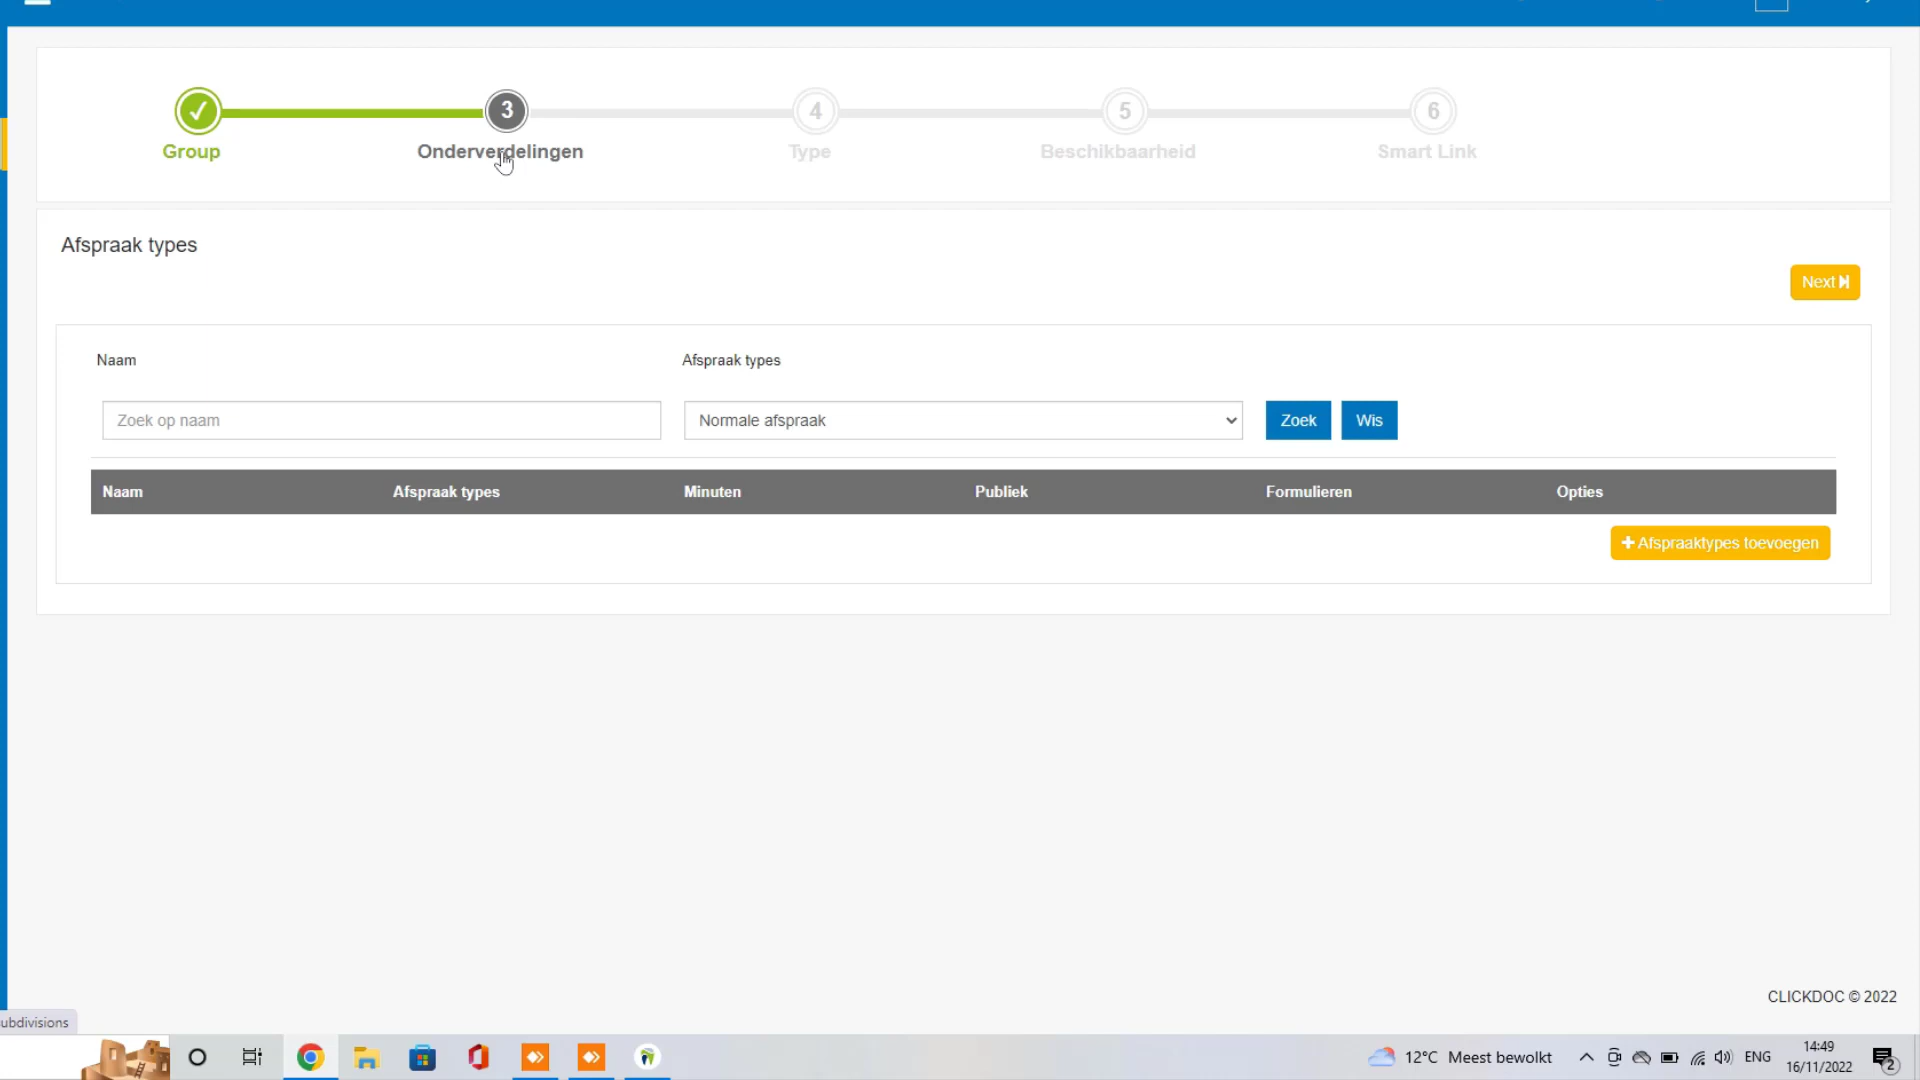 3 4 5 6
Group Onderverdelingen Type Beschikbaarheid Smart Link
Afspraak types
Next
Naam Afspraak types
Zoek op naam Normale afspraak Zoek Wis
Naam Afspraak types Minuten Publiek Formulieren Opties
+ Afspraaktypes toevoegen
CLICKDOC © 2022
ubdivisions
12°C Meest bewolkt ENG 14:49
16/11/2022 2